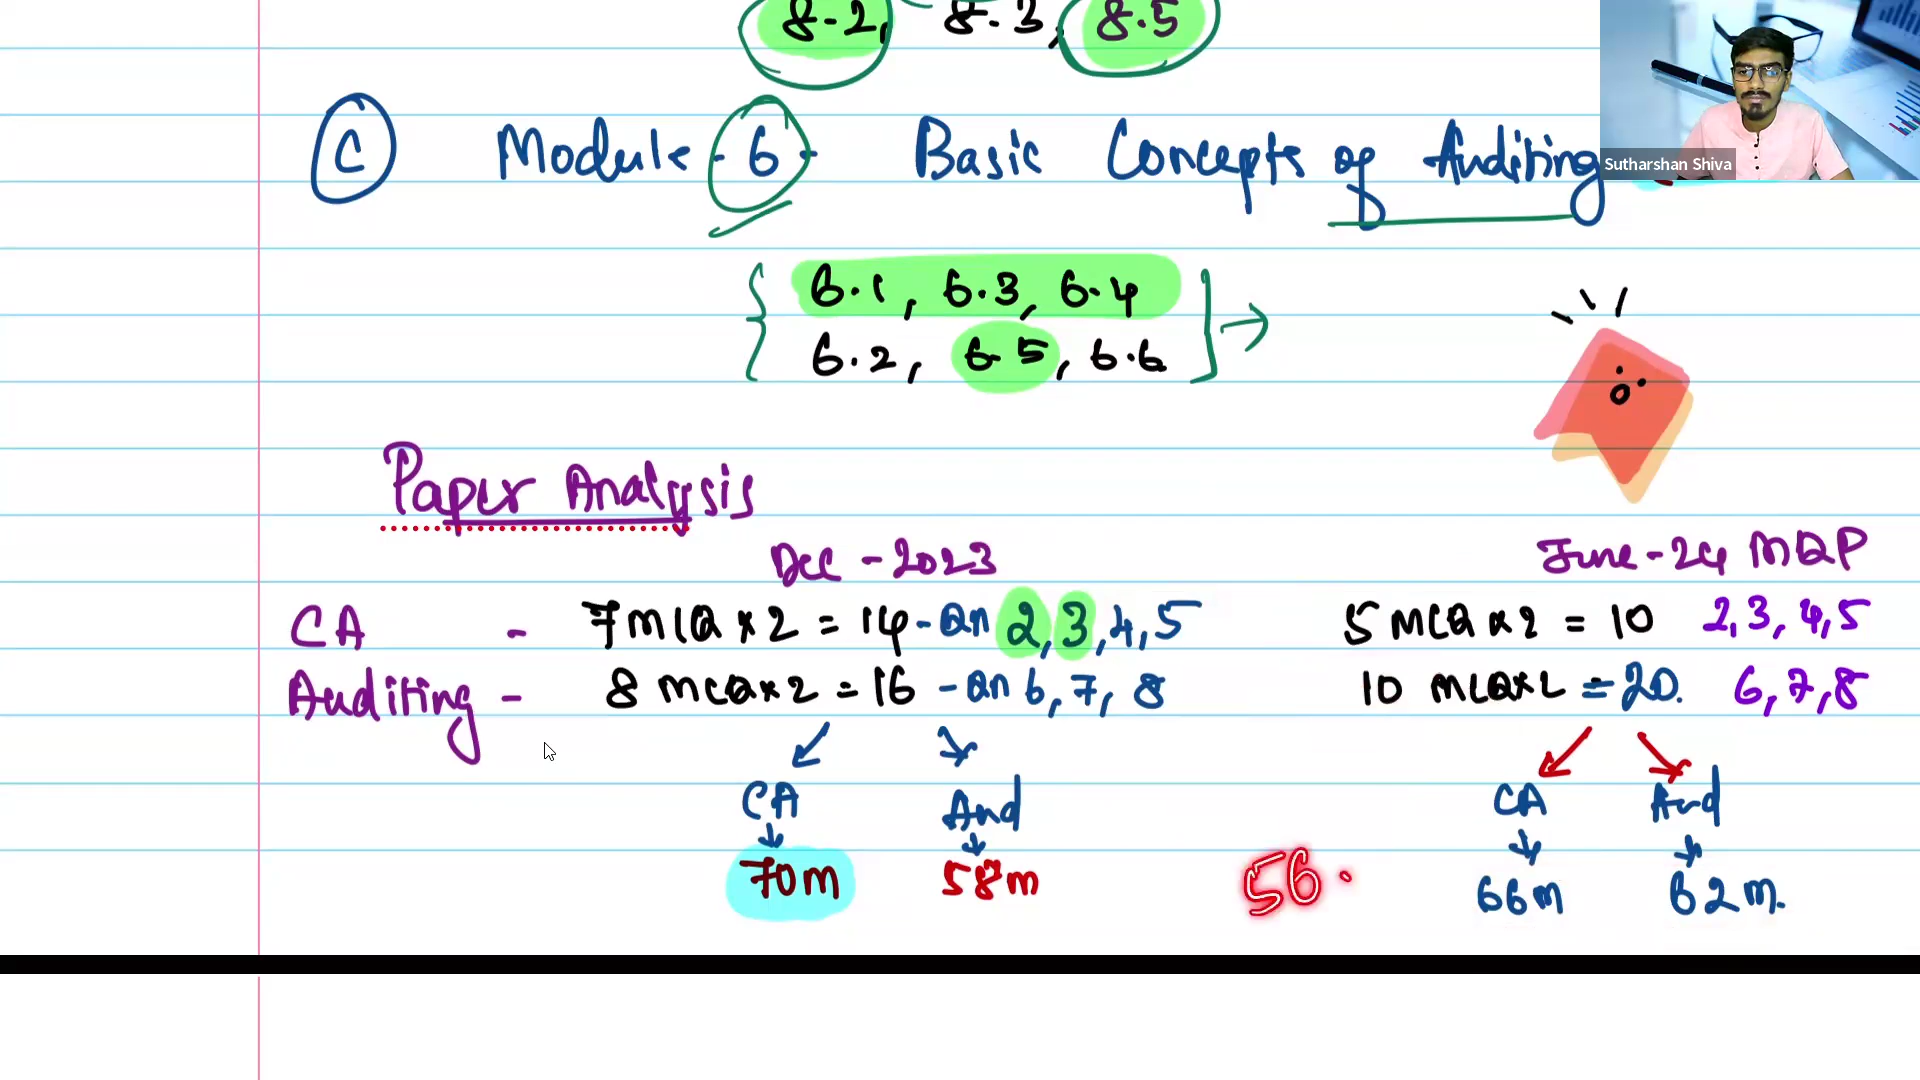 8.2, 8.3, 8.5
C Module - 6 - Basic Concepts of Auditing
Sutharshan Shiva
6.1, 6.3, 6.4
6.2, 6.5, 6.6
Paper Analysis
Dec - 2023 June - 24 MQP
CA - 7 MCQ x 2 = 14 - Qn 2, 3, 4, 5 5 MCQ x 2 = 10 2, 3, 4, 5
Auditing - 8 MCQ x 2 = 16 - Qn 6, 7, 8 10 MCQ x 2 = 20. 6, 7, 8
CA Aud CA Aud
70m 58m 56. 66m 62m.